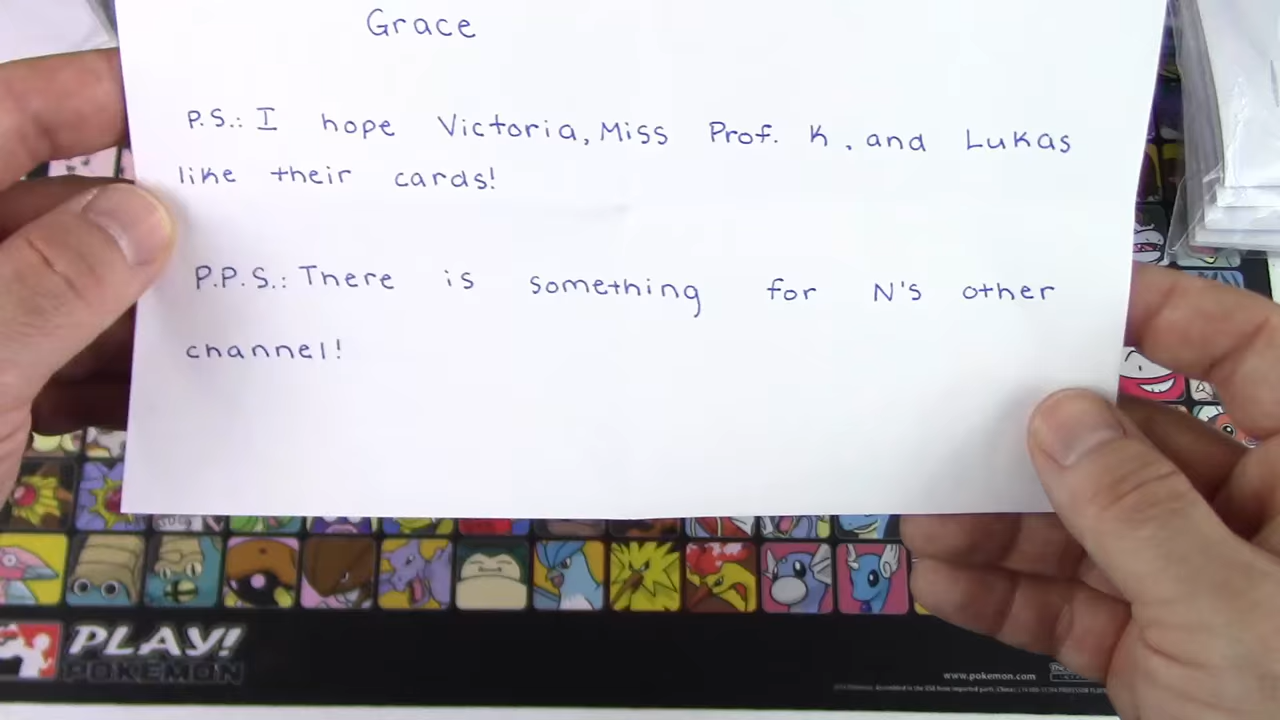 Grace
P.S.: I hope Victoria, Miss Prof. K, and Lukas
like their cards!
P.P.S.: There is something for N's other
channel!
PLAY!
POKÉMON
www.pokemon.com